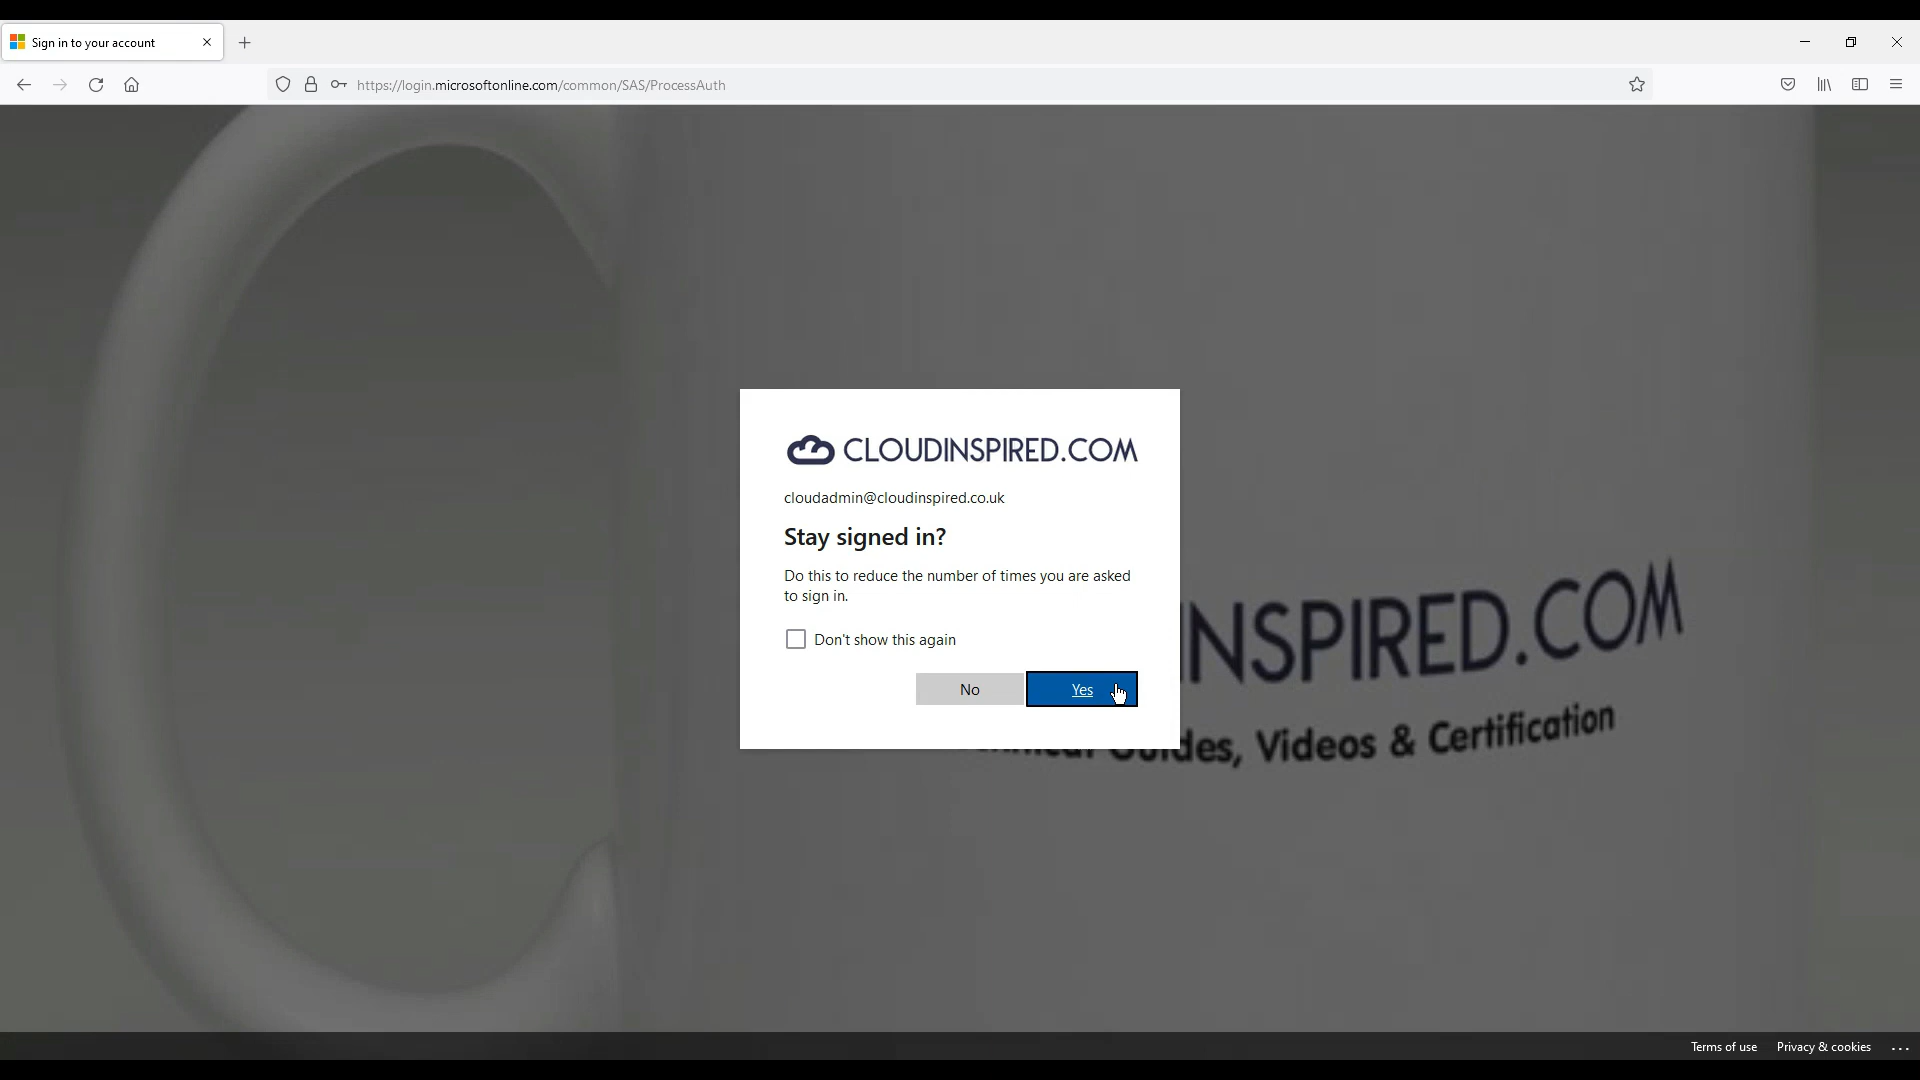 Sign in to your account
https://login.microsoftonline.com/common/SAS/ProcessAuth
CLOUDINSPIRED.COM
cloudadmin@cloudinspired.co.uk
Stay signed in?
Do this to reduce the number of times you are asked
to sign in.
Don't show this again
No
Yes
INSPIRED.COM
Guides, Videos & Certification
Terms of use
Privacy & cookies